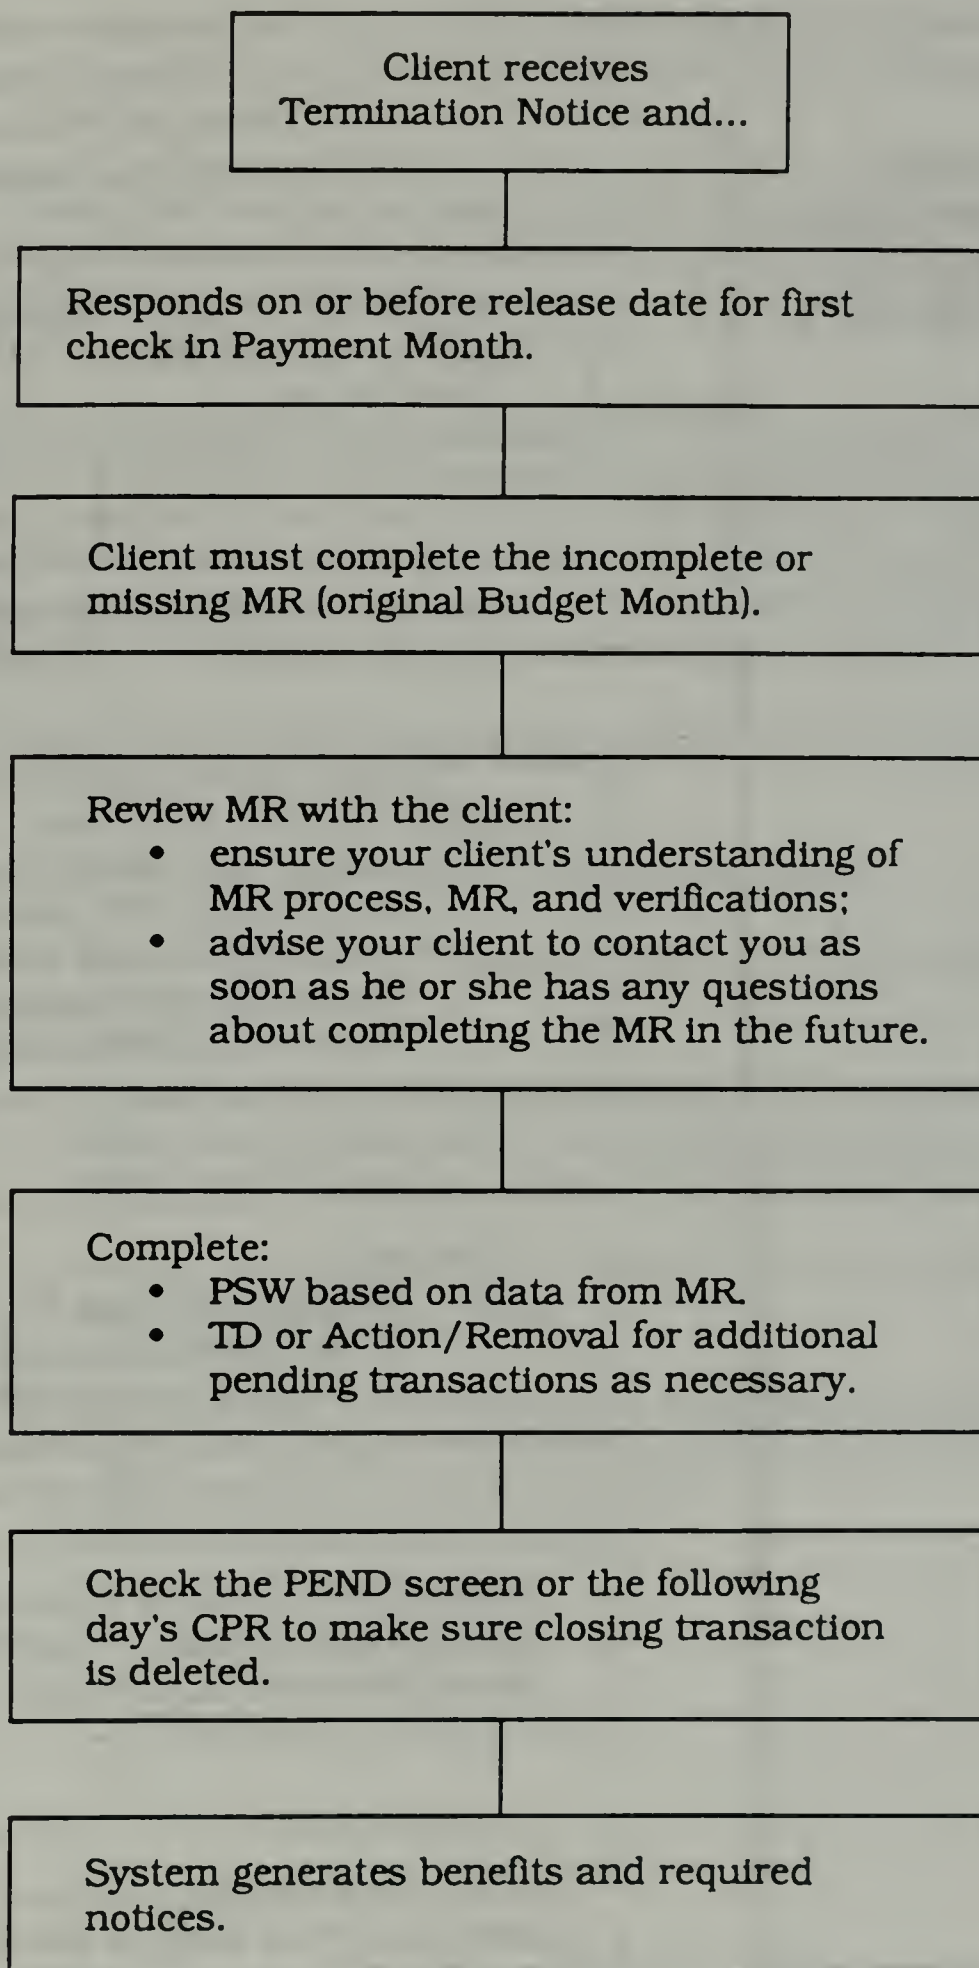 Client receives
Termination Notice and...
Responds on or before release date for first
check in Payment Month.
Client must complete the incomplete or
missing MR (original Budget Month).
Review MR with the client:
• ensure your client's understanding of
MR process, MR, and verifications;
• advise your client to contact you as
soon as he or she has any questions
about completing the MR in the future.
Complete:
• PSW based on data from MR.
• TD or Action/Removal for additional
pending transactions as necessary.
Check the PEND screen or the following
day's CPR to make sure closing transaction
is deleted.
System generates benefits and required
notices.